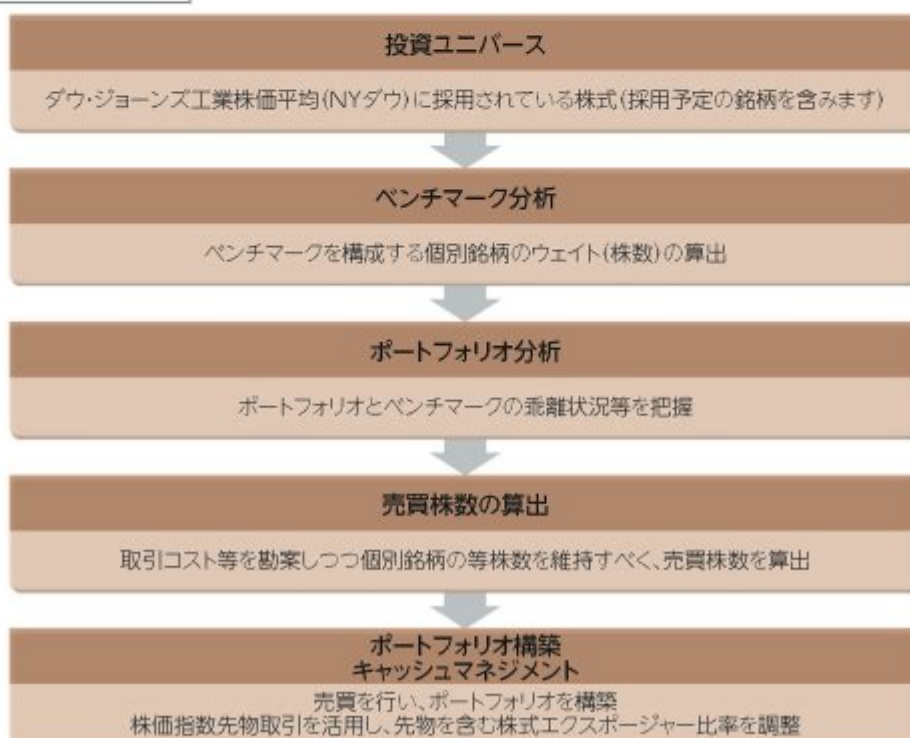 投資ユニバース
ダウ・ジョーンズ工業株価平均(NYダウ)に採用されている株式(採用予定の銘柄を含みます)
ベンチマーク分析
ベンチマークを構成する個別銘柄のウェイト(株数)の算出
ポートフォリオ分析
ポートフォリオとベンチマークの乖離状況等を把握
売買株数の算出
取引コスト等を勘案しつつ個別銘柄の等株数を維持すべく、売買株数を算出
ポートフォリオ構築
キャッシュマネジメント
売買を行い、ポートフォリオを構築
株価指数先物取引を活用し、先物を含む株式エクスポージャー比率を調整